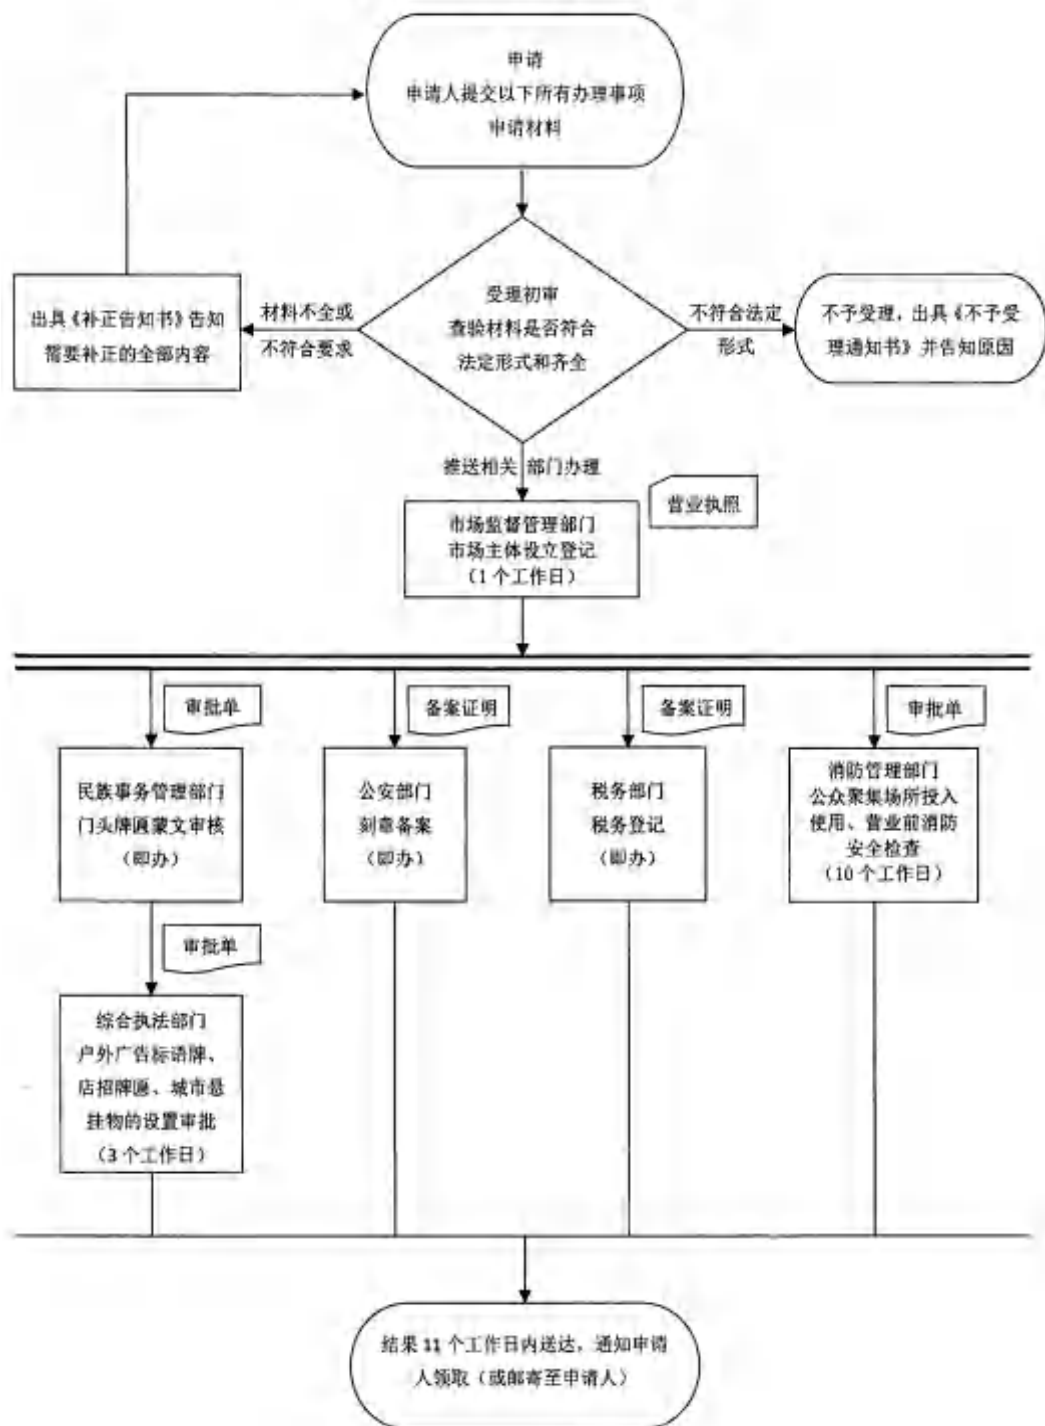 申请
申请人提交以下所有办理事项
申请材料
出具《补正告知书》告知
需要补正的全部内容
材料不全或
不符合要求
受理初审
查验材料是否符合
法定形式和齐全
不符合法定
形式
不予受理，出具《不予受
理通知书》并告知原因
推送相关 部门办理
营业执照
市场监督管理部门
市场主体设立登记
（1 个工作日）
审批单
备案证明
备案证明
审批单
民族事务管理部门
门头牌匾蒙文审核
（即办）
公安部门
刻章备案
（即办）
税务部门
税务登记
（即办）
消防管理部门
公众聚集场所投入
使用、营业前消防
安全检查
（10 个工作日）
审批单
综合执法部门
户外广告标语牌、
店招牌匾、城市悬
挂物的设置审批
（3 个工作日）
结果 11 个工作日内送达，通知申请
人领取（或邮寄至申请人）